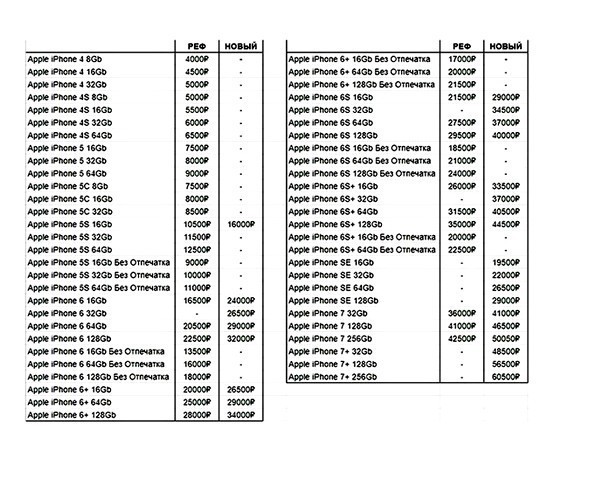 РЕФ НОВЫЙ
Apple iPhone 4 8Gb 4000₽ -
Apple iPhone 4 16Gb 4500₽ -
Apple iPhone 4 32Gb 5000₽ -
Apple iPhone 4S 8Gb 5000₽ -
Apple iPhone 4S 16Gb 5500₽ -
Apple iPhone 4S 32Gb 6000₽ -
Apple iPhone 4S 64Gb 6500₽ -
Apple iPhone 5 16Gb 7500₽ -
Apple iPhone 5 32Gb 8000₽ -
Apple iPhone 5 64Gb 9000₽ -
Apple iPhone 5C 8Gb 7500₽ -
Apple iPhone 5C 16Gb 8000₽ -
Apple iPhone 5C 32Gb 8500₽ -
Apple iPhone 5S 16Gb 10500₽ 16000₽
Apple iPhone 5S 32Gb 11500₽ -
Apple iPhone 5S 64Gb 12500₽ -
Apple iPhone 5S 16Gb Без Отпечатка 9000₽ -
Apple iPhone 5S 32Gb Без Отпечатка 10000₽ -
Apple iPhone 5S 64Gb Без Отпечатка 11000₽ -
Apple iPhone 6 16Gb 16500₽ 24000₽
Apple iPhone 6 32Gb - 26500₽
Apple iPhone 6 64Gb 20500₽ 29000₽
Apple iPhone 6 128Gb 22500₽ 32000₽
Apple iPhone 6 16Gb Без Отпечатка 13500₽ -
Apple iPhone 6 64Gb Без Отпечатка 16000₽ -
Apple iPhone 6 128Gb Без Отпечатка 18000₽ -
Apple iPhone 6+ 16Gb 20000₽ 26500₽
Apple iPhone 6+ 64Gb 25000₽ 29000₽
Apple iPhone 6+ 128Gb 28000₽ 34000₽
РЕФ НОВЫЙ
Apple iPhone 6+ 16Gb Без Отпечатка 17000₽ -
Apple iPhone 6+ 64Gb Без Отпечатка 20000₽ -
Apple iPhone 6+ 128Gb Без Отпечатка 21500₽ -
Apple iPhone 6S 16Gb 21500₽ 29000₽
Apple iPhone 6S 32Gb - 34500₽
Apple iPhone 6S 64Gb 27500₽ 37000₽
Apple iPhone 6S 128Gb 29500₽ 40000₽
Apple iPhone 6S 16Gb Без Отпечатка 18500₽ -
Apple iPhone 6S 64Gb Без Отпечатка 21000₽ -
Apple iPhone 6S 128Gb Без Отпечатка 24000₽ -
Apple iPhone 6S+ 16Gb 26000₽ 33500₽
Apple iPhone 6S+ 32Gb - 37000₽
Apple iPhone 6S+ 64Gb 31500₽ 40500₽
Apple iPhone 6S+ 128Gb 35000₽ 44500₽
Apple iPhone 6S+ 16Gb Без Отпечатка 20000₽ -
Apple iPhone 6S+ 64Gb Без Отпечатка 22500₽ -
Apple iPhone SE 16Gb - 19500₽
Apple iPhone SE 32Gb - 22000₽
Apple iPhone SE 64Gb - 26500₽
Apple iPhone SE 128Gb - 29000₽
Apple iPhone 7 32Gb 36000₽ 41000₽
Apple iPhone 7 128Gb 41000₽ 46500₽
Apple iPhone 7 256Gb 42500₽ 50050₽
Apple iPhone 7+ 32Gb - 48500₽
Apple iPhone 7+ 128Gb - 56500₽
Apple iPhone 7+ 256Gb - 60500₽